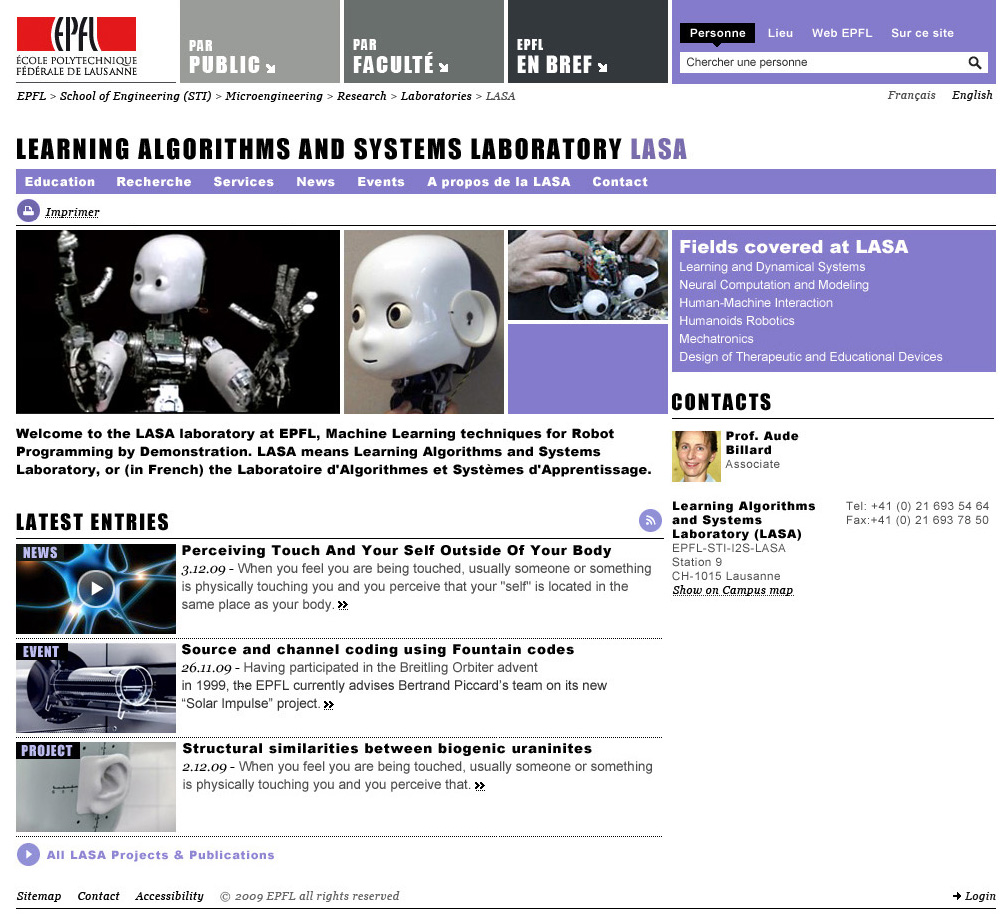 EPFL
ÉCOLE POLYTECHNIQUE
FÉDÉRALE DE LAUSANNE
PAR
PUBLIC
PAR
FACULTÉ
EPFL
EN BREF
Personne Lieu Web EPFL Sur ce site
Chercher une personne
EPFL > School of Engineering (STI) > Microengineering > Research > Laboratories > LASA
Français English
LEARNING ALGORITHMS AND SYSTEMS LABORATORY LASA
Education Recherche Services News Events A propos de la LASA Contact
Imprimer
Fields covered at LASA
Learning and Dynamical Systems
Neural Computation and Modeling
Human-Machine Interaction
Humanoids Robotics
Mechatronics
Design of Therapeutic and Educational Devices
Welcome to the LASA laboratory at EPFL, Machine Learning techniques for Robot
Programming by Demonstration. LASA means Learning Algorithms and Systems
Laboratory, or (in French) the Laboratoire d'Algorithmes et Systèmes d'Apprentissage.
CONTACTS
Prof. Aude
Billard
Associate
Learning Algorithms
and Systems
Laboratory (LASA)
EPFL-STI-I2S-LASA
Station 9
CH-1015 Lausanne
Show on Campus map
Tel: +41 (0) 21 693 54 64
Fax:+41 (0) 21 693 78 50
LATEST ENTRIES
NEWS
Perceiving Touch And Your Self Outside Of Your Body
3.12.09 - When you feel you are being touched, usually someone or something
is physically touching you and you perceive that your "self" is located in the
same place as your body.
EVENT
Source and channel coding using Fountain codes
26.11.09 - Having participated in the Breitling Orbiter advent
in 1999, the EPFL currently advises Bertrand Piccard's team on its new
“Solar Impulse” project.
PROJECT
Structural similarities between biogenic uraninites
2.12.09 - When you feel you are being touched, usually someone or something
is physically touching you and you perceive that.
All LASA Projects & Publications
Sitemap Contact Accessibility © 2009 EPFL all rights reserved
Login